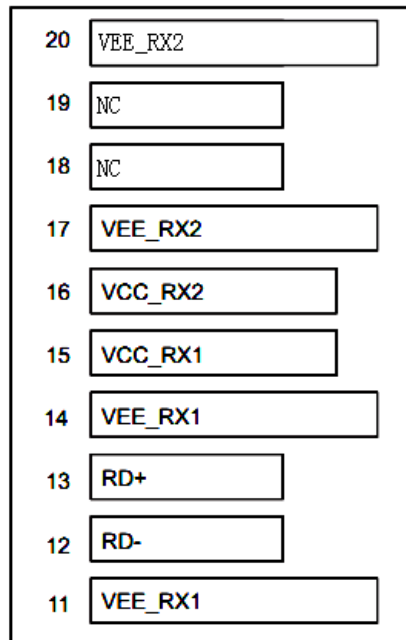 20 VEE_RX2
19 NC
18 NC
17 VEE_RX2
16 VCC_RX2
15 VCC_RX1
14 VEE_RX1
13 RD+
12 RD-
11 VEE_RX1